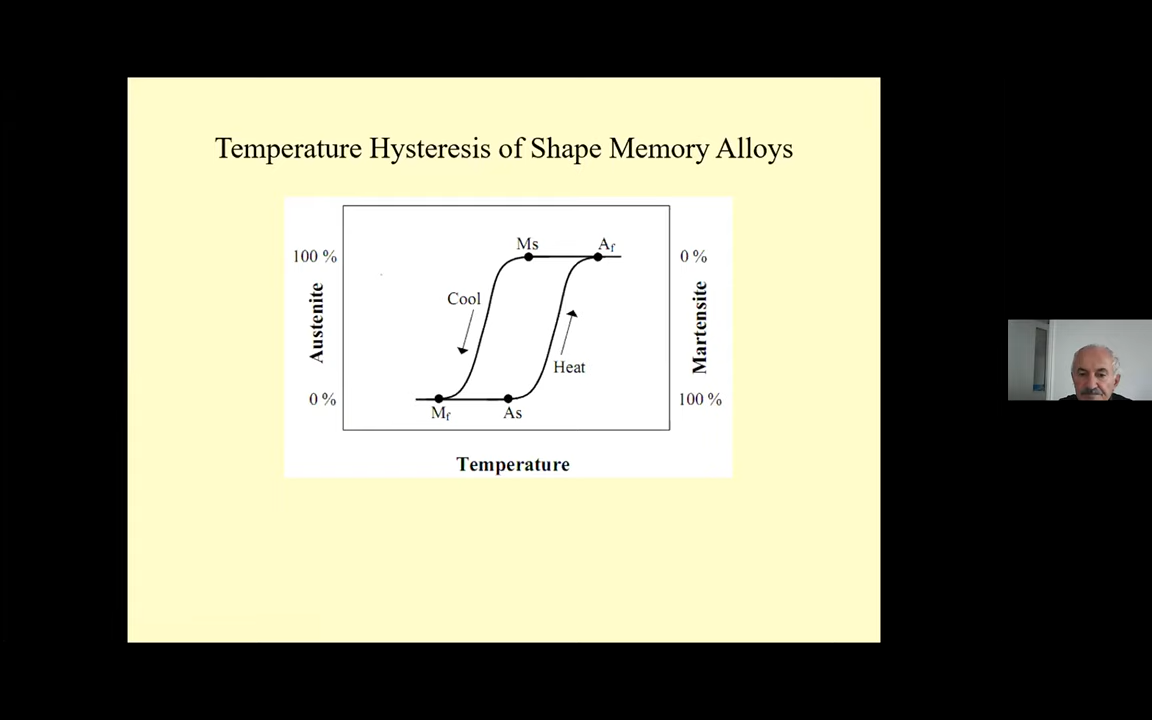 Temperature Hysteresis of Shape Memory Alloys
Ms
Af
100 %
0 %
Cool
Austenite
Martensite
Heat
0 %
100 %
Mf
As
Temperature